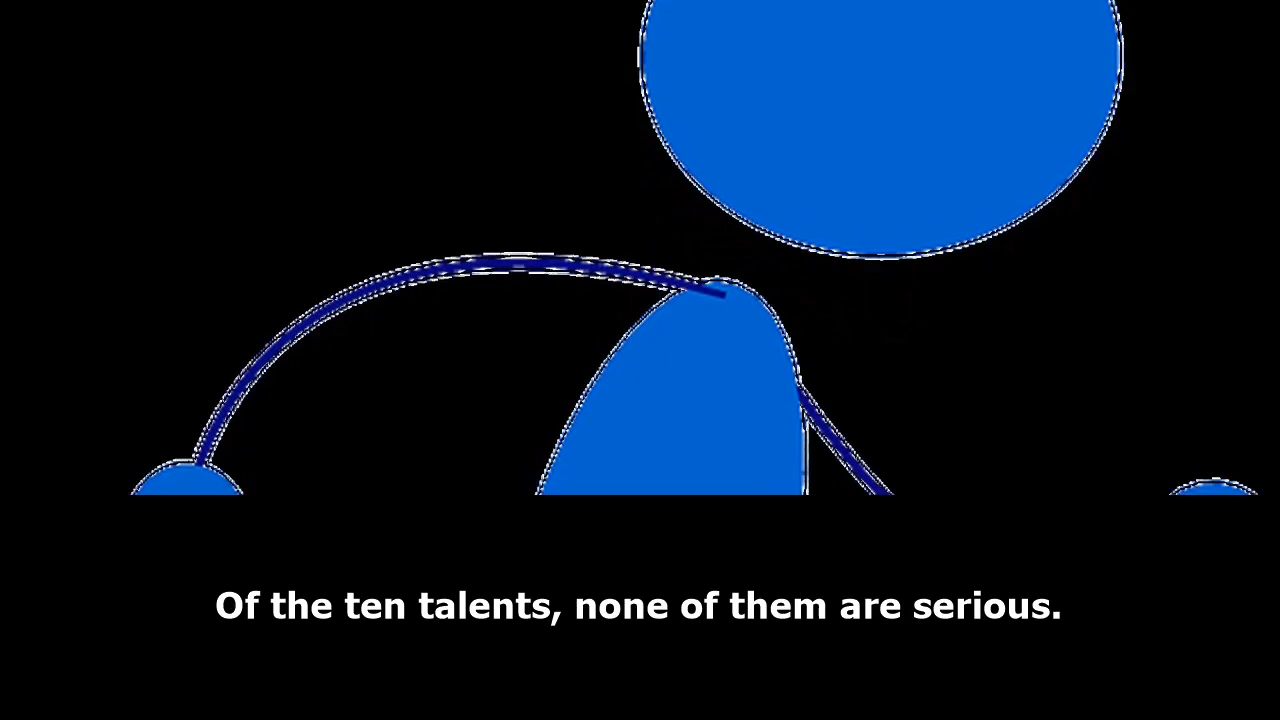 Of the ten talents, none of them are serious.